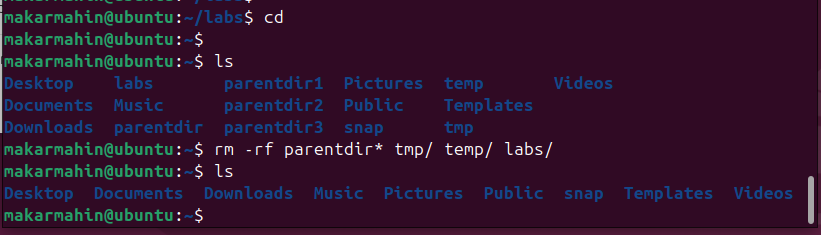 makarmahin@ubuntu:~/labs$ cd
makarmahin@ubuntu:~$
makarmahin@ubuntu:~$ ls
Desktop labs parentdir1 Pictures temp Videos
Documents Music parentdir2 Public Templates
Downloads parentdir parentdir3 snap tmp
makarmahin@ubuntu:~$ rm -rf parentdir* tmp/ temp/ labs/
makarmahin@ubuntu:~$ ls
Desktop Documents Downloads Music Pictures Public snap Templates Videos
makarmahin@ubuntu:~$